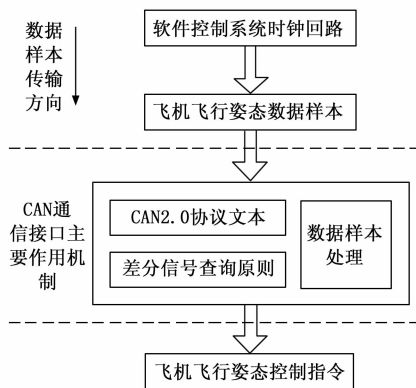 软件控制系统时钟回路
数据
样本
传输
方向
飞机飞行姿态数据样本
CAN通
信接口主
要作用机
制
CAN2.0协议文本
差分信号查询原则
数据样本
处理
飞机飞行姿态控制指令